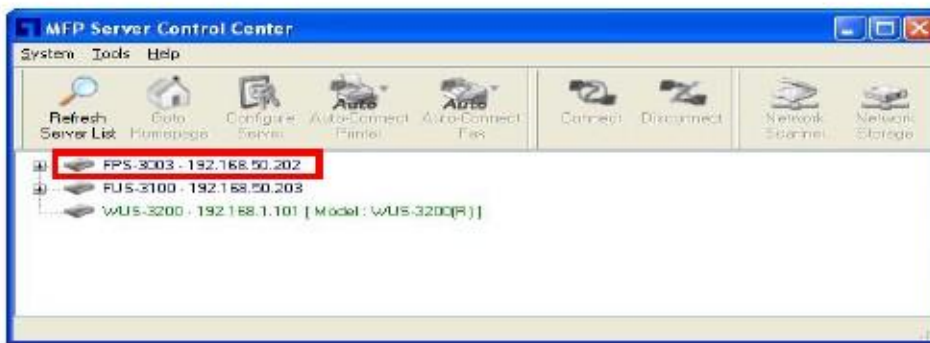 MFP Server Control Center
System Tools Help
Refresh Server List
Goto Homepage
Configure Server
Auto
Auto-Connect Printer
Auto
Auto-Connect Fax
Connect
Disconnect
Network Scanner
Network Storage
FPS-3003 - 192.168.50.202
FUS-3100 - 192.168.50.203
WUS-3200 - 192.168.1.101 [ Model : WUS-3200(R) ]